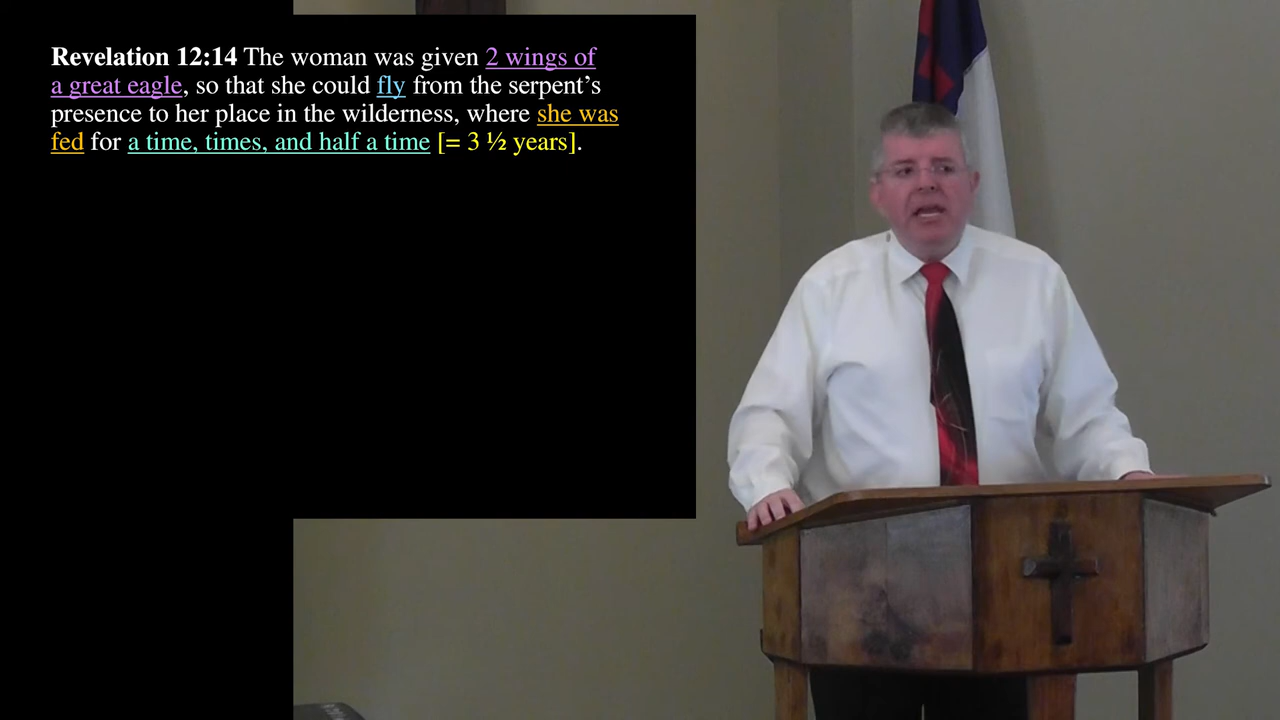 Revelation 12:14 The woman was given 2 wings of
a great eagle, so that she could fly from the serpent’s
presence to her place in the wilderness, where she was
fed for a time, times, and half a time [= 3 ½ years].